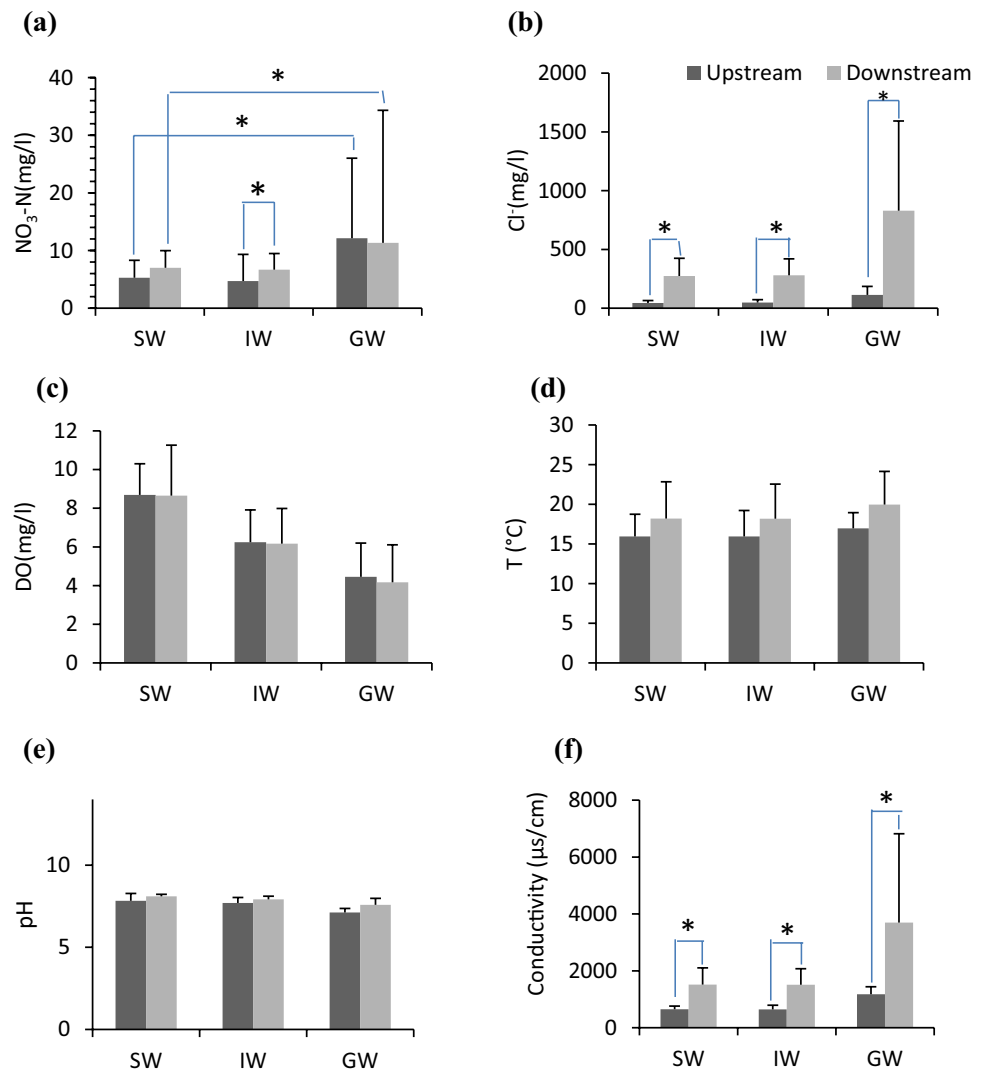 (a)
NO3-N(mg/l)
40
30
20
10
0
*
*
*
SW IW GW
(b)
Cl-(mg/l)
2000
1500
1000
500
0
Upstream Downstream
*
*
*
SW IW GW
(c)
DO(mg/l)
12
10
8
6
4
2
0
SW IW GW
(d)
T (°C)
30
25
20
15
10
5
0
SW IW GW
(e)
pH
10
5
0
SW IW GW
(f)
Conductivity (µs/cm)
8000
6000
4000
2000
0
*
*
*
SW IW GW